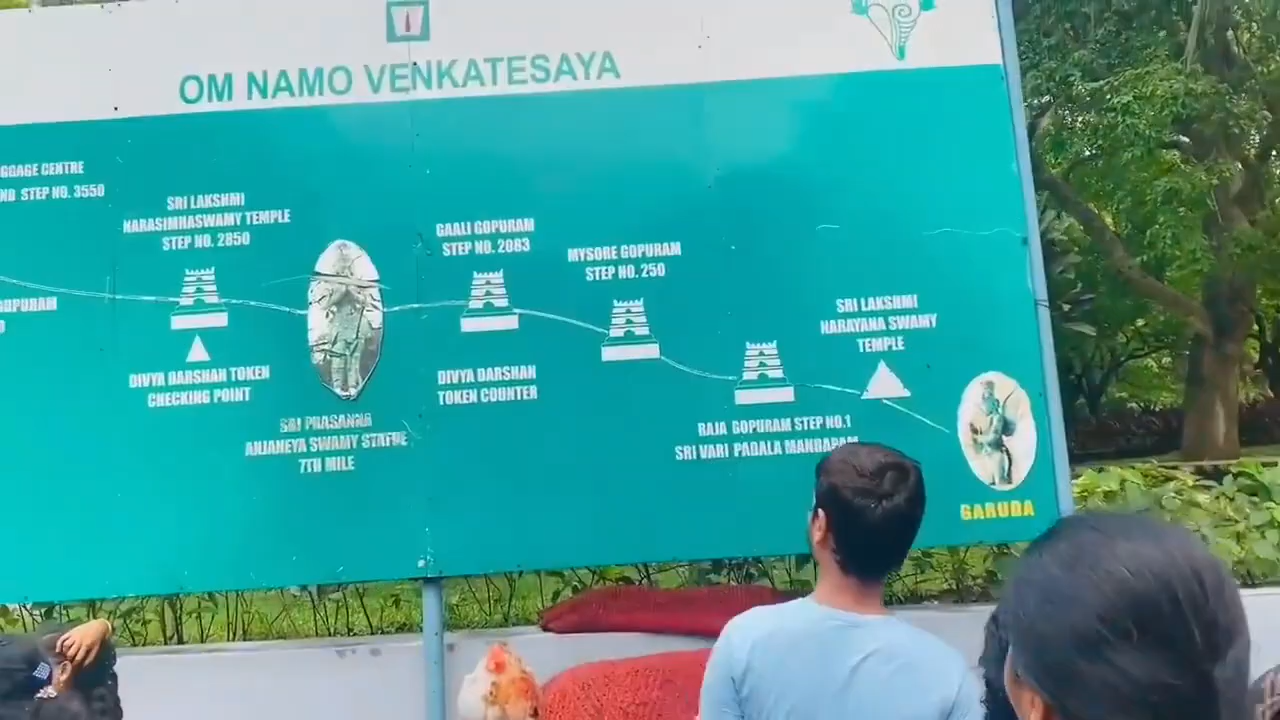 OM NAMO VENKATESAYA
GGAGE CENTRE
ND STEP NO. 3550
SRI LAKSHMI
NARASIMHASWAMY TEMPLE
STEP NO. 2850
GAALI GOPURAM
STEP NO. 2083
MYSORE GOPURAM
STEP NO. 250
SRI LAKSHMI
NARAYANA SWAMY
TEMPLE
GOPURAM
0
DIVYA DARSHAN TOKEN
CHECKING POINT
DIVYA DARSHAN
TOKEN COUNTER
SRI PRASANNA
ANJANEYA SWAMY STATUE
7TH MILE
RAJA GOPURAM STEP NO.1
SRI VARI PADALA MANDAPAM
GARUDA